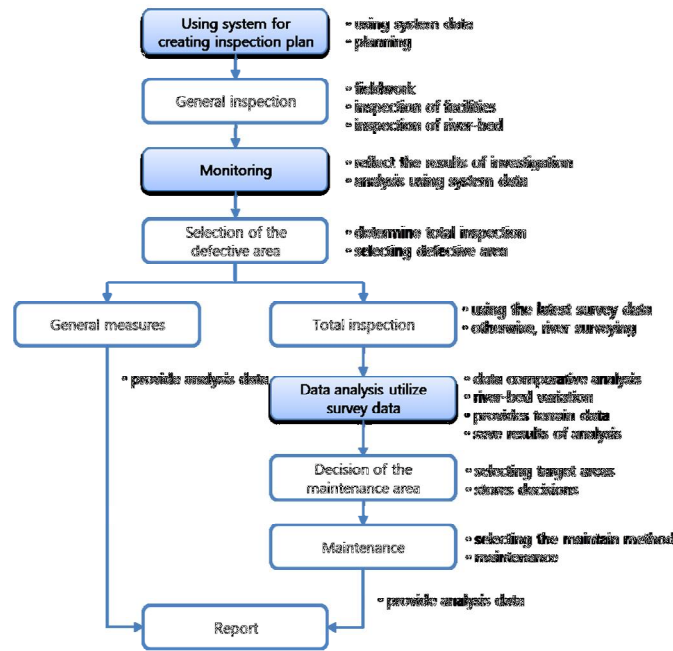 Using system for
creating inspection plan
• using system data
• planning
General inspection
• fieldwork
• inspection of facilities
• inspection of river-bed
Monitoring
• reflect the results of investigation
• analysis using system data
Selection of the
defective area
• determine total inspection
• selecting defective area
General measures
Total inspection
• using the latest survey data
• otherwise, river surveying
• provide analysis data
Data analysis utilize
survey data
• data comparative analysis
• river-bed variation
• provides terrain data
• save results of analysis
Decision of the
maintenance area
• selecting target areas
• stores decisions
Maintenance
• selecting the maintain method
• maintenance
• provide analysis data
Report